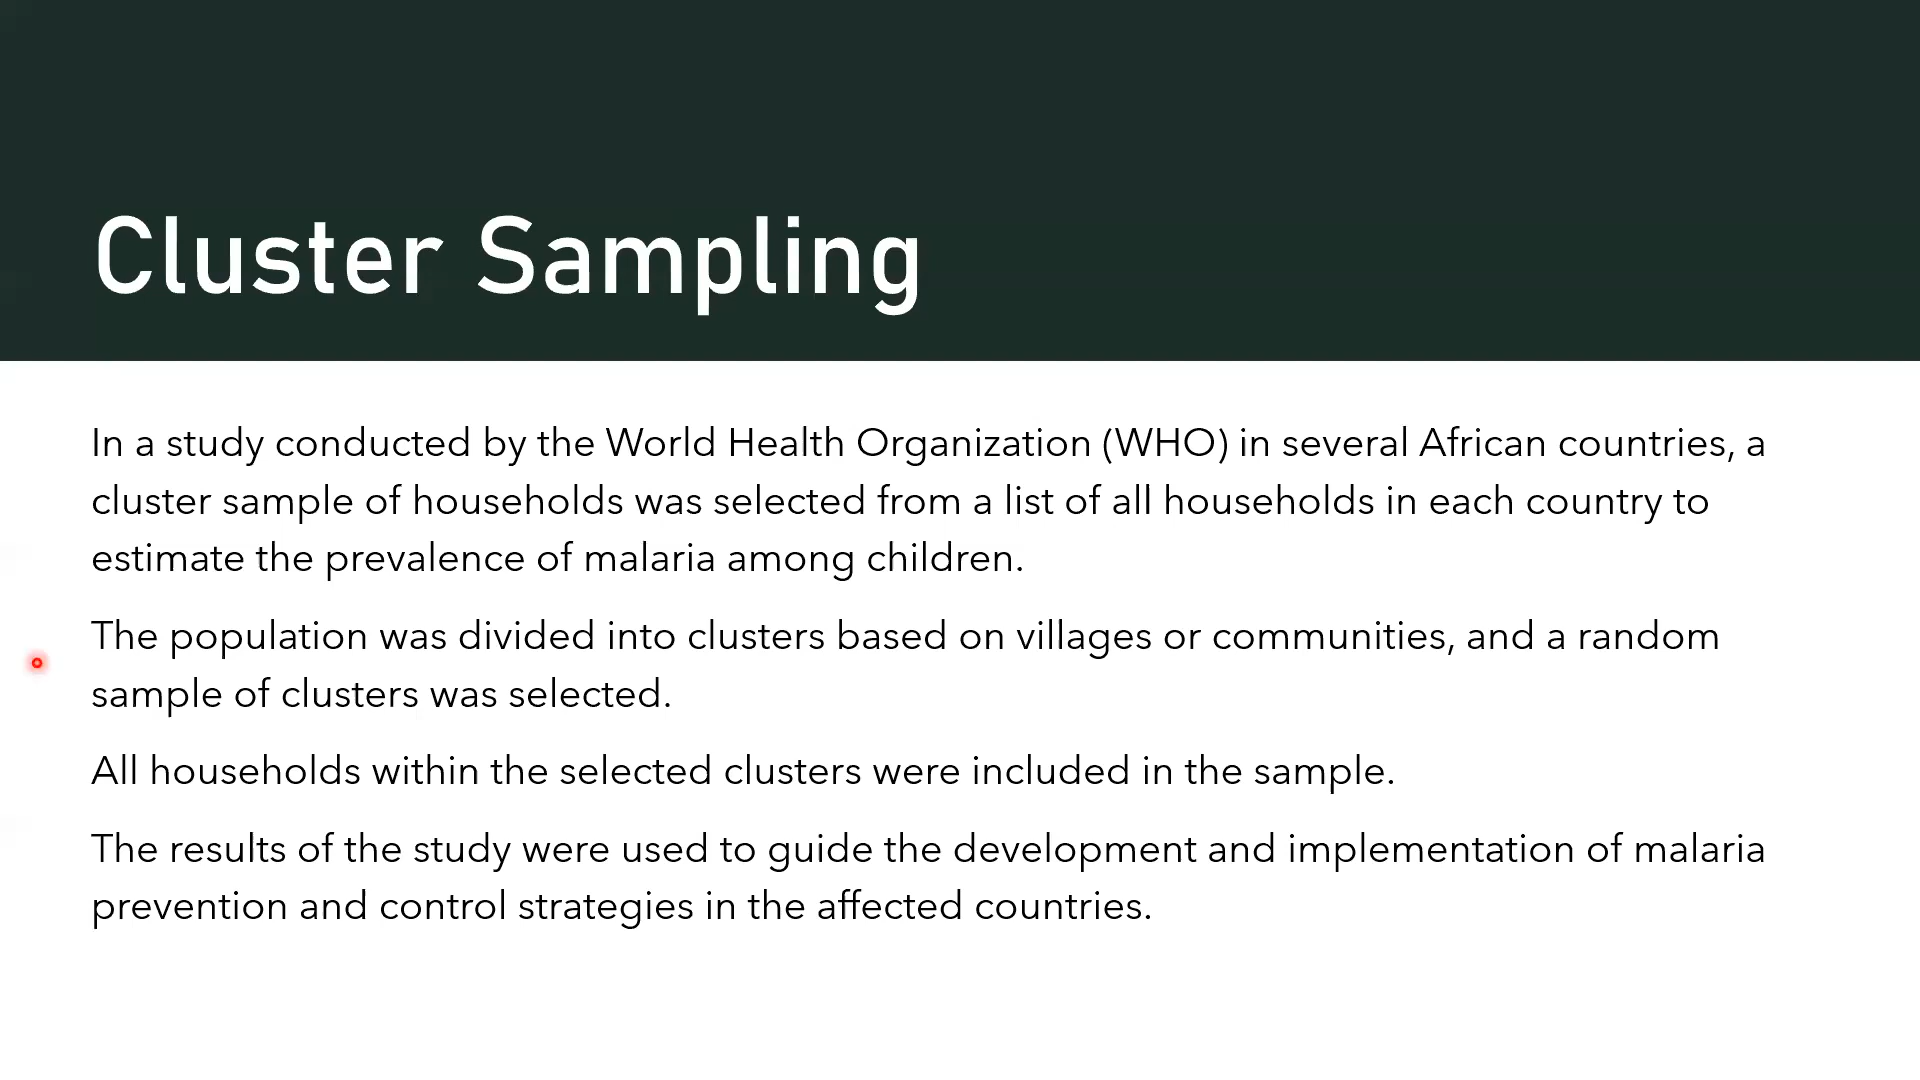 Cluster Sampling
In a study conducted by the World Health Organization (WHO) in several African countries, a
cluster sample of households was selected from a list of all households in each country to
estimate the prevalence of malaria among children.
The population was divided into clusters based on villages or communities, and a random
sample of clusters was selected.
All households within the selected clusters were included in the sample.
The results of the study were used to guide the development and implementation of malaria
prevention and control strategies in the affected countries.